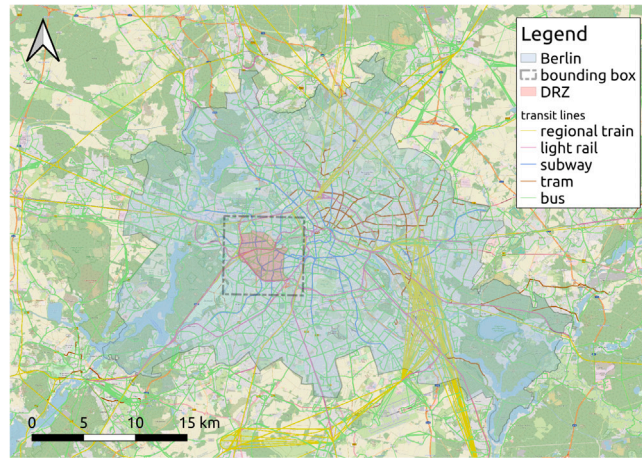 Legend
Berlin
bounding box
DRZ
transit lines
regional train
light rail
subway
tram
bus
0 5 10 15 km